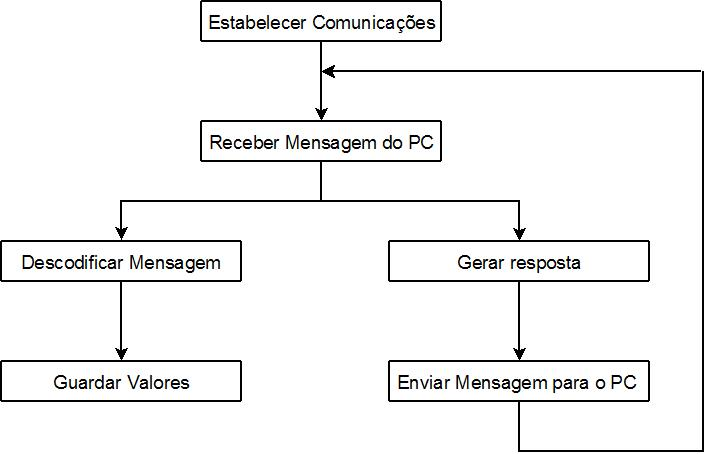 Estabelecer Comunicações
Receber Mensagem do PC
Descodificar Mensagem
Gerar resposta
Guardar Valores
Enviar Mensagem para o PC